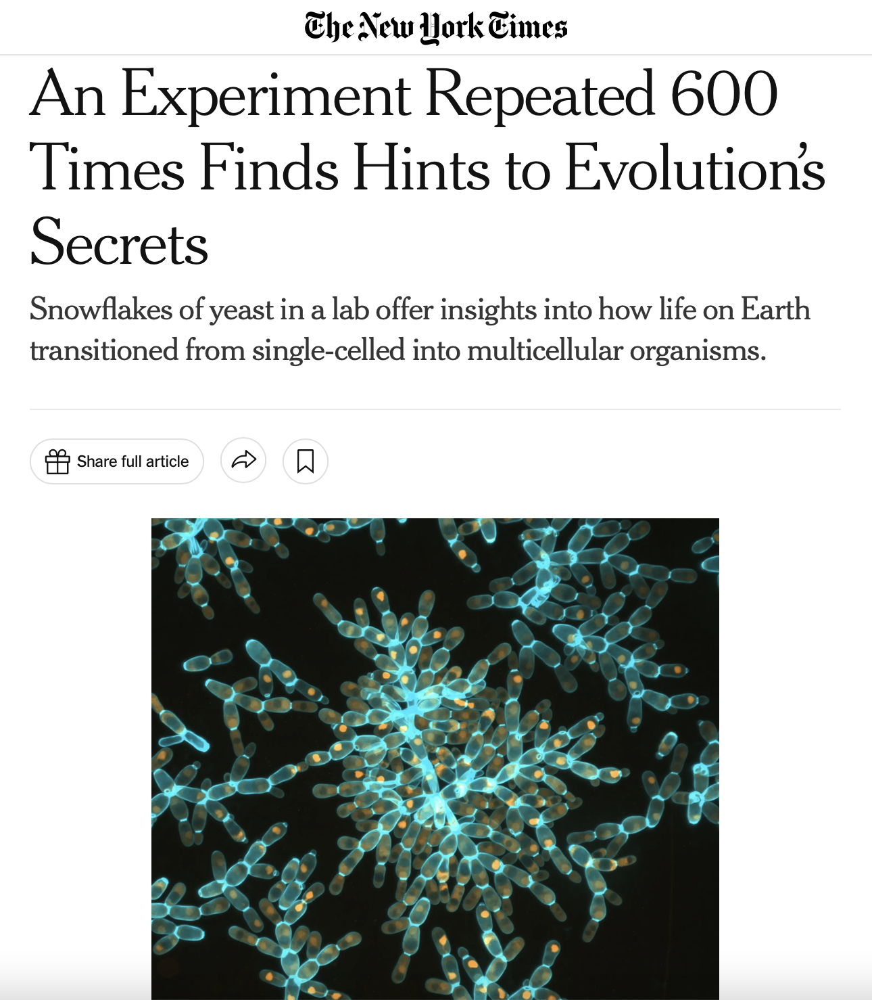 The New York Times
An Experiment Repeated 600
Times Finds Hints to Evolution’s
Secrets
Snowflakes of yeast in a lab offer insights into how life on Earth
transitioned from single-celled into multicellular organisms.
Share full article